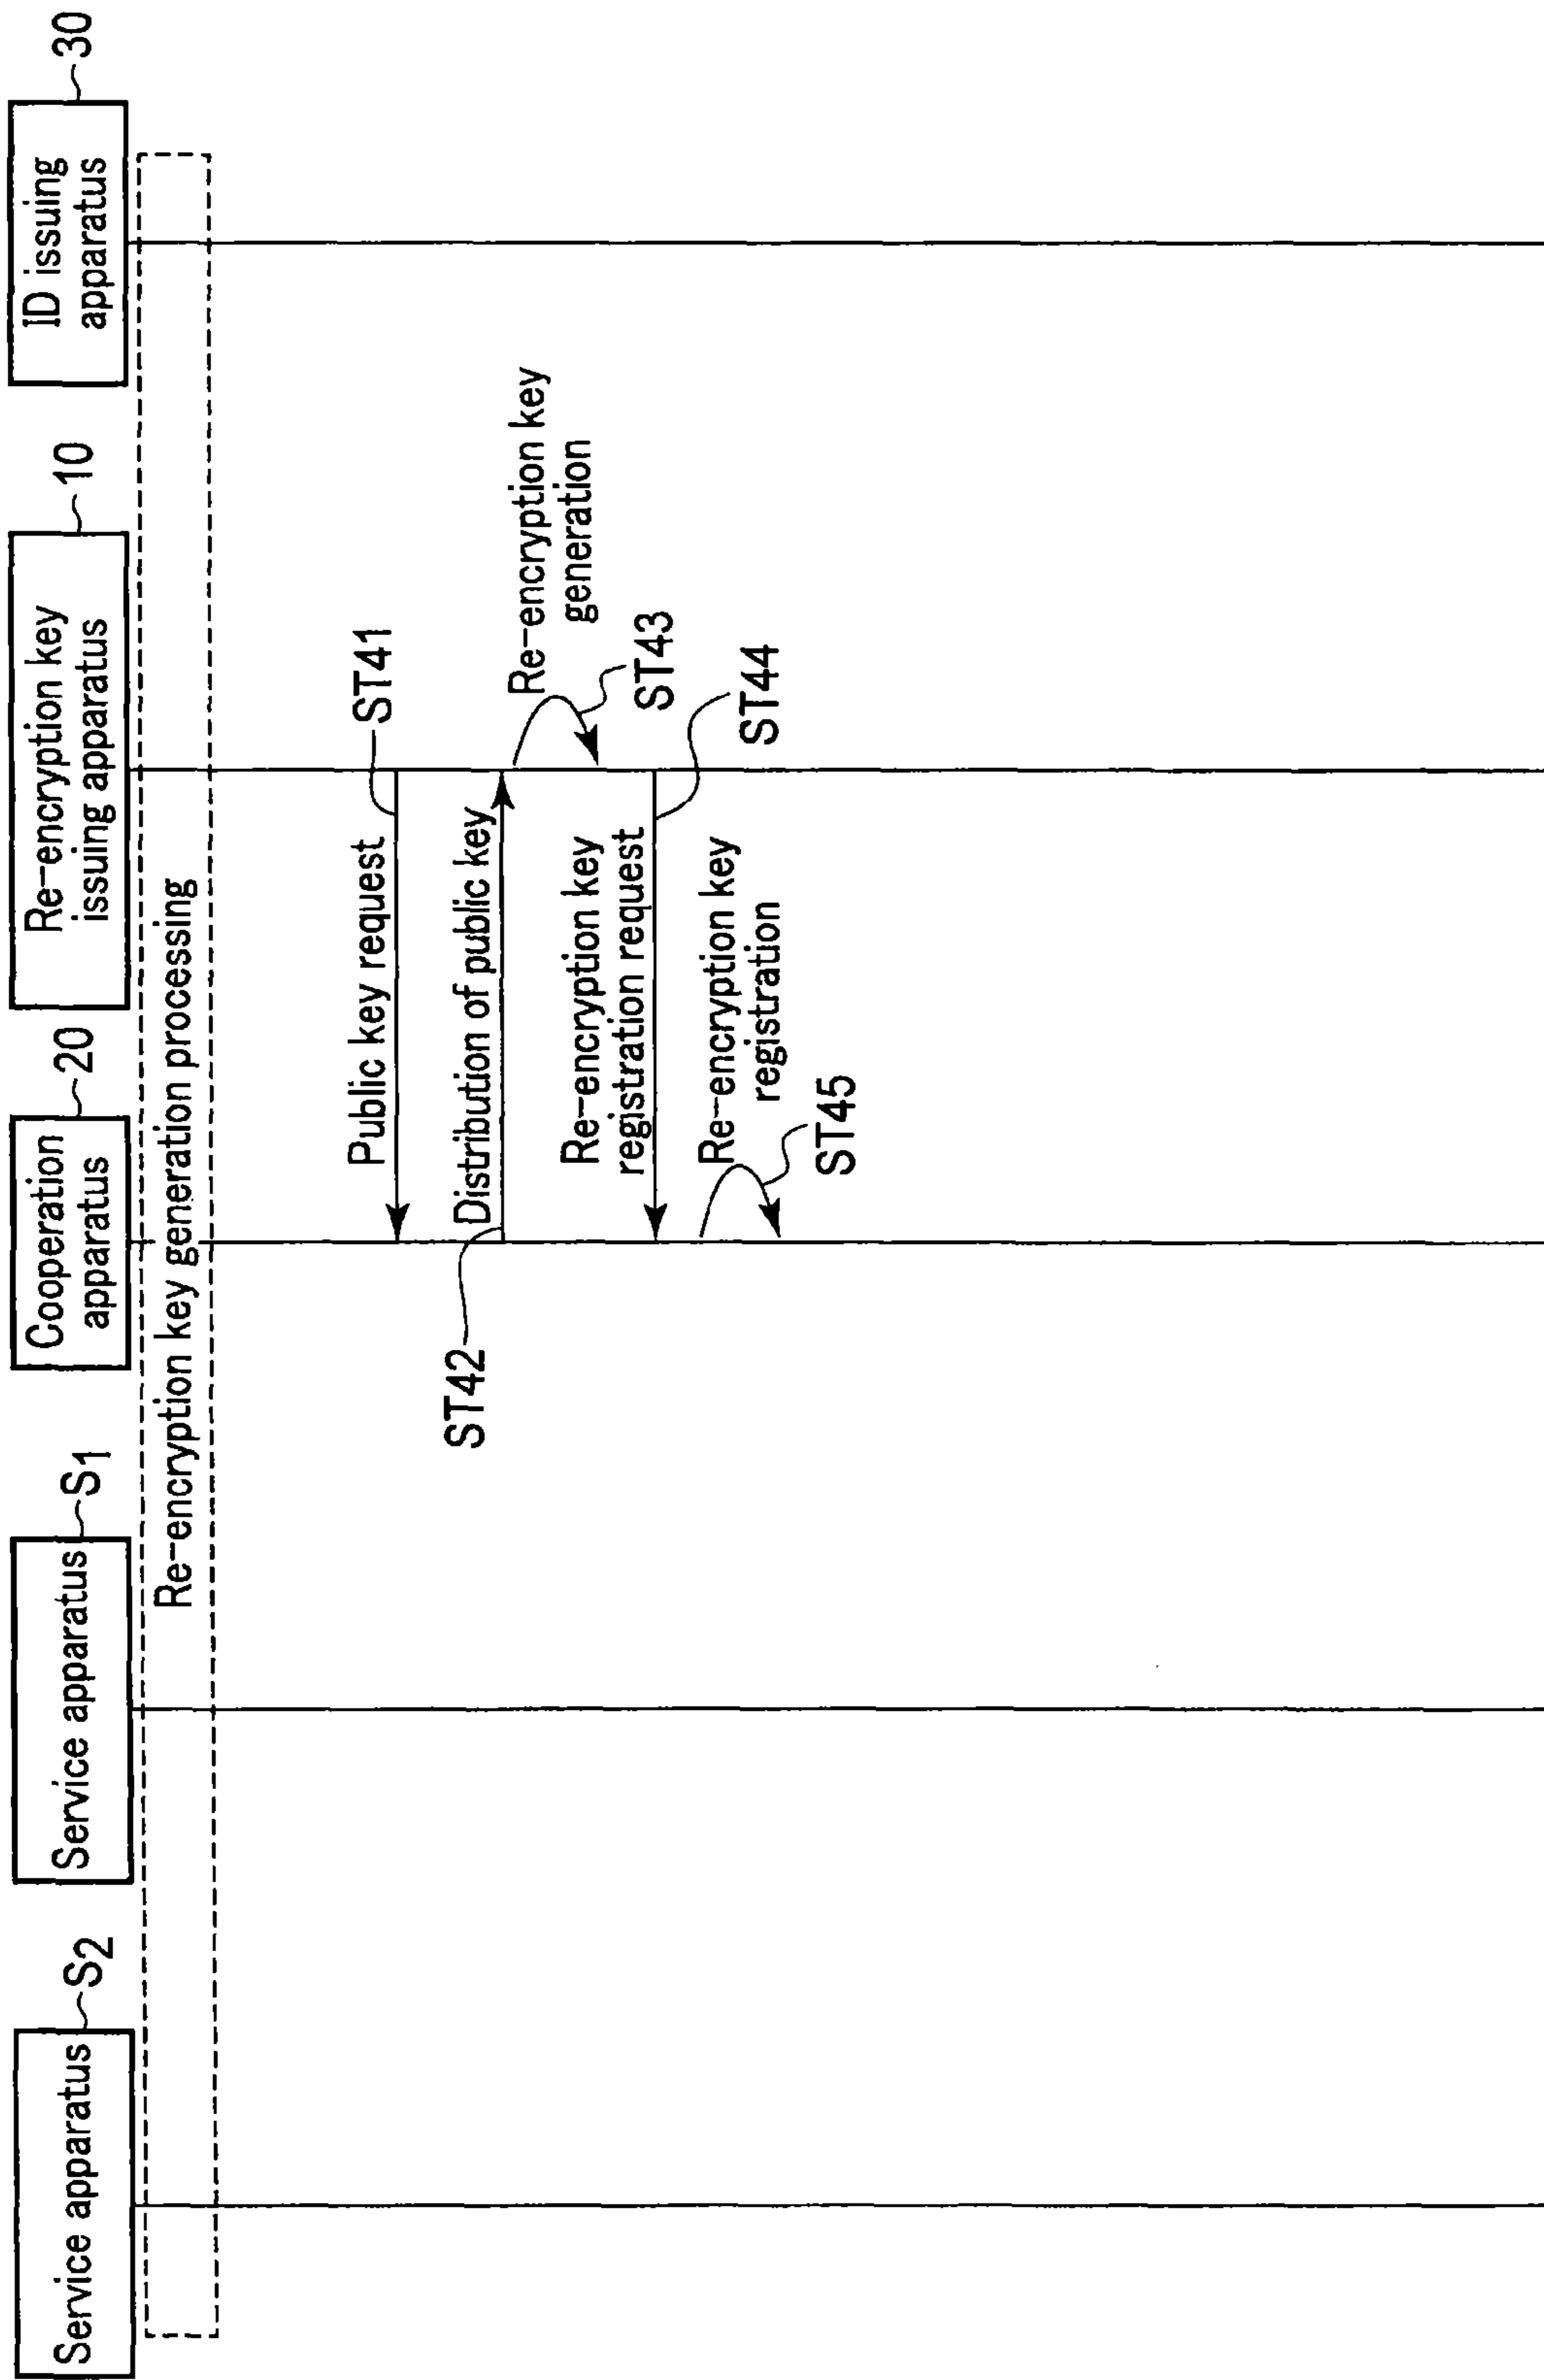 Service apparatus
S2
Service apparatus
S1
Cooperation
apparatus
20
Re-encryption key
issuing apparatus
10
ID issuing
apparatus
30
Re-encryption key generation processing
Public key request
ST41
ST42
Distribution of public key
Re-encryption key
generation
ST43
Re-encryption key
registration request
ST44
Re-encryption key
registration
ST45